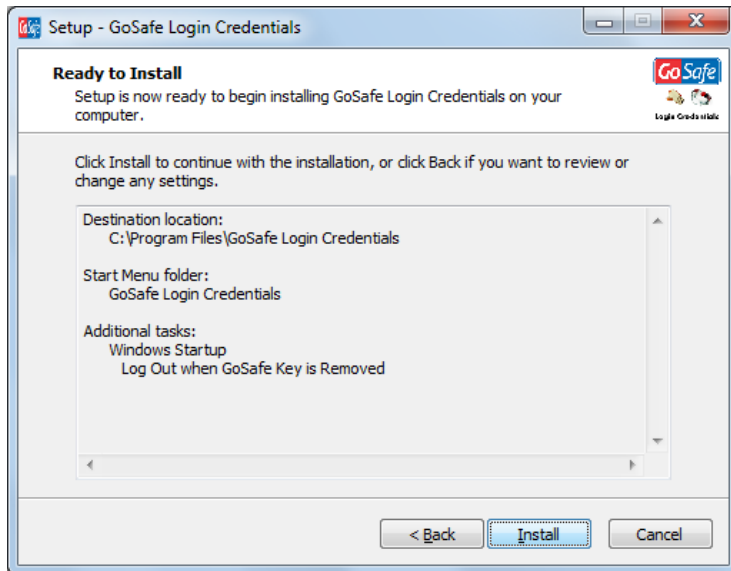 Setup - GoSafe Login Credentials
Ready to Install
Setup is now ready to begin installing GoSafe Login Credentials on your
computer.
Go Safe
Login Credentials
Click Install to continue with the installation, or click Back if you want to review or
change any settings.
Destination location:
C:\Program Files\GoSafe Login Credentials
Start Menu folder:
GoSafe Login Credentials
Additional tasks:
Windows Startup
Log Out when GoSafe Key is Removed
< Back
Install
Cancel